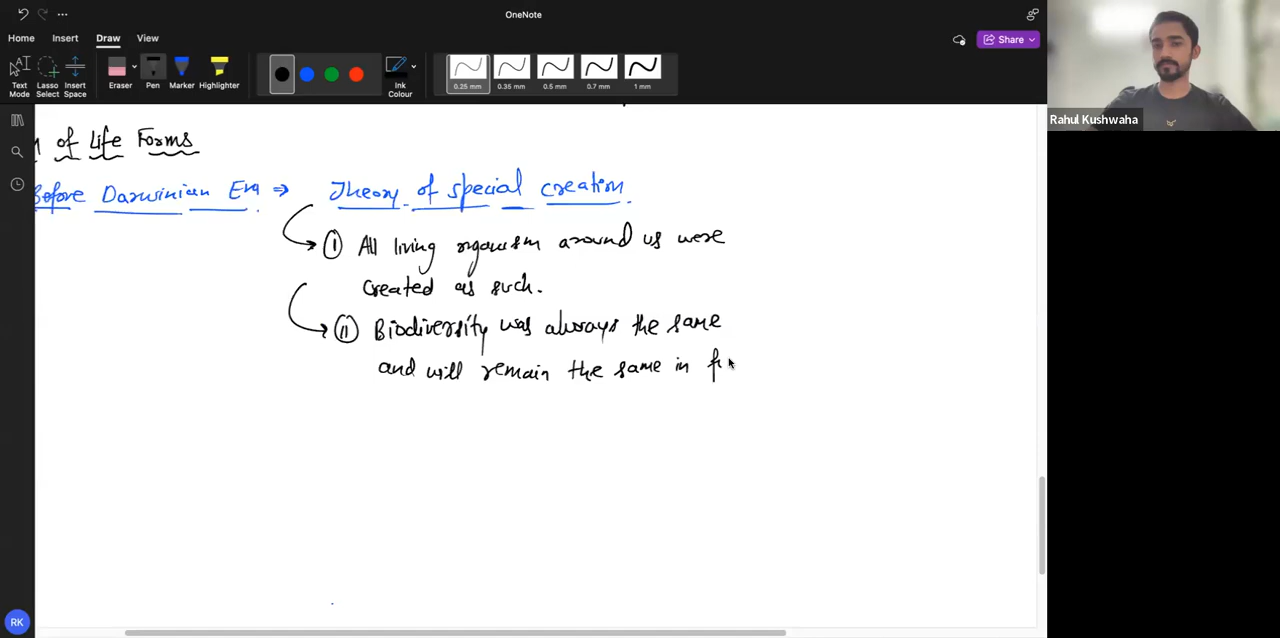 OneNote
Home Insert Draw View
Share
Text Mode
Lasso Select
Insert Space
Eraser
Pen
Marker
Highlighter
Ink Colour
0.25 mm 0.35 mm 0.5 mm 0.7 mm 1 mm
Rahul Kushwaha
of Life Forms
Before Darwinian Era ⇒ Theory of special creation.
① All living organism around us were
created as such.
⑪ Biodiversity was always the same
and will remain the same in
RK